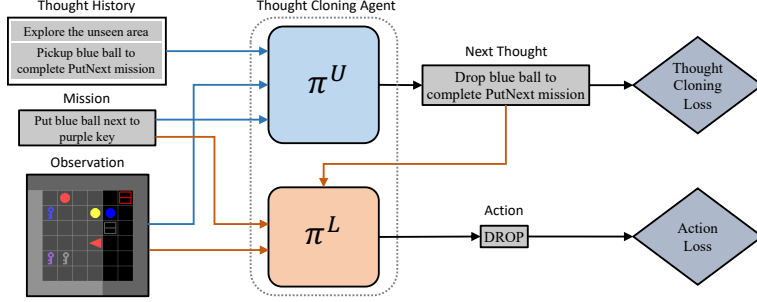 Thought History
Explore the unseen area
Pickup blue ball to
complete PutNext mission
Mission
Put blue ball next to
purple key
Observation
Thought Cloning Agent
π^U
π^L
Next Thought
Drop blue ball to
complete PutNext mission
Action
DROP
Thought
Cloning
Loss
Action
Loss